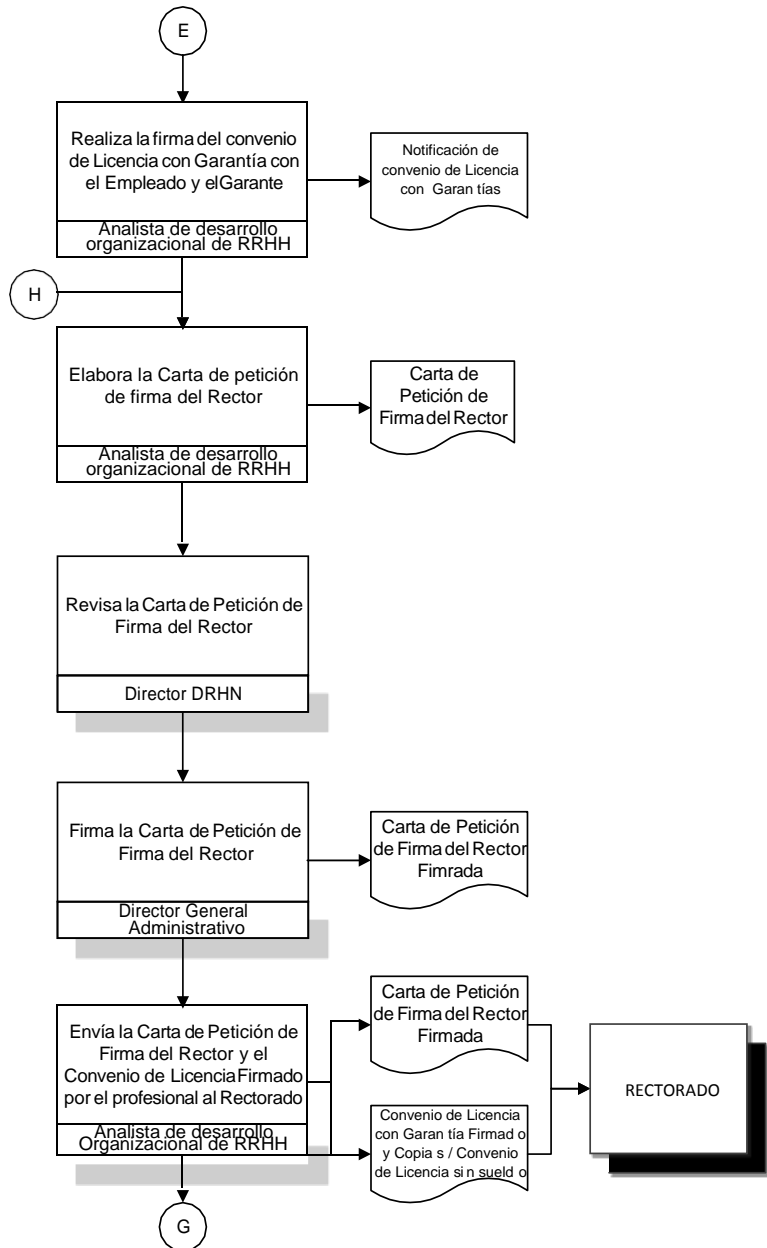 E
Realiza la firma del convenio
de Licencia con Garantía con
el Empleado y el Garante
Analista de desarrollo
organizacional de RRHH
Notificación de
convenio de Licencia
con Garan tías
H
Elabora la Carta de petición
de firma del Rector
Analista de desarrollo
organizacional de RRHH
Carta de
Petición de
Firma del Rector
Revisa la Carta de Petición de
Firma del Rector
Director DRHN
Firma la Carta de Petición de
Firma del Rector
Director General
Administrativo
Carta de Petición
de Firma del Rector
Fimrada
Envía la Carta de Petición de
Firma del Rector y el
Convenio de Licencia Firmado
por el profesional al Rectorado
Analista de desarrollo
Organizacional de RRHH
Carta de Petición
de Firma del Rector
Firmada
Convenio de Licencia
con Garan tía Firmad o
y Copia s / Convenio
de Licencia si n sueld o
RECTORADO
G